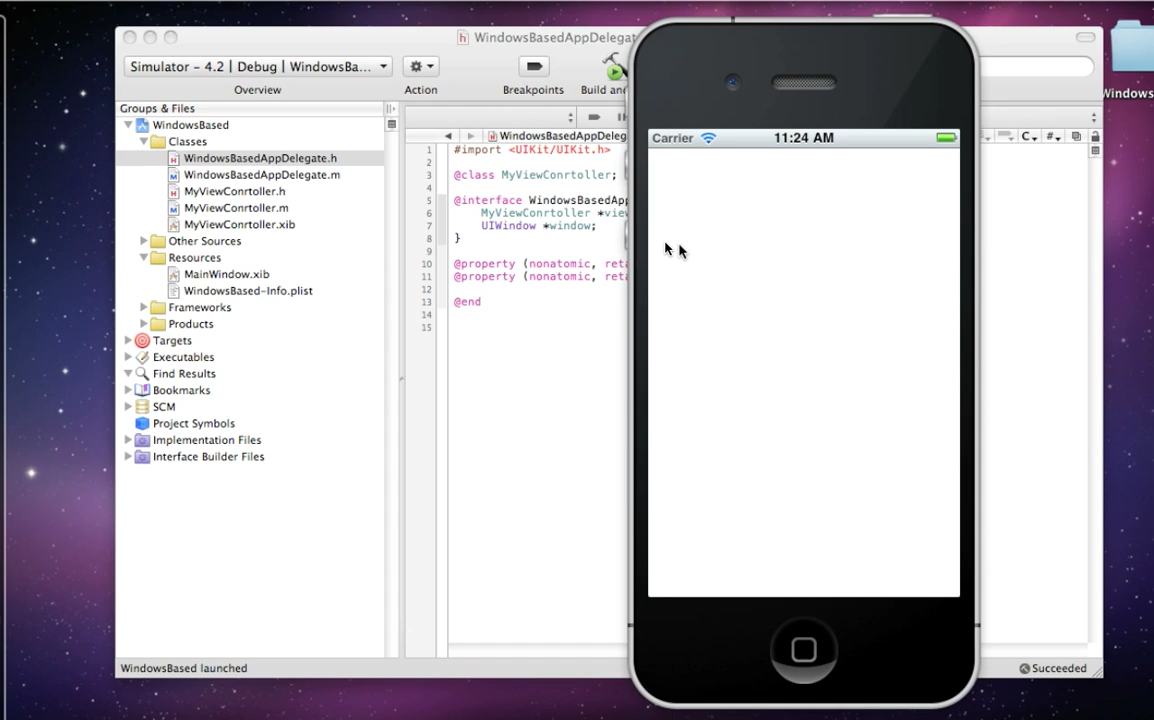 WindowsBasedAppDelegat
Simulator - 4.2 | Debug | WindowsBa...
Overview
Action
Breakpoints
Build an
Windows
Groups & Files
WindowsBased
Classes
WindowsBasedAppDelegate.h
WindowsBasedAppDelegate.m
MyViewConrtoller.h
MyViewConrtoller.m
MyViewConrtoller.xib
Other Sources
Resources
MainWindow.xib
WindowsBased-Info.plist
Frameworks
Products
Targets
Executables
Find Results
Bookmarks
SCM
Project Symbols
Implementation Files
Interface Builder Files
WindowsBasedAppDeleg
C
#
1 #import <UIKit/UIKit.h>
2
3 @class MyViewConrtoller;
4
5 @interface WindowsBasedApp
6 MyViewConrtoller *view
7 UIWindow *window;
8 }
9
10 @property (nonatomic, reta
11 @property (nonatomic, reta
12
13 @end
14
15
Carrier 11:24 AM
WindowsBased launched
Succeeded